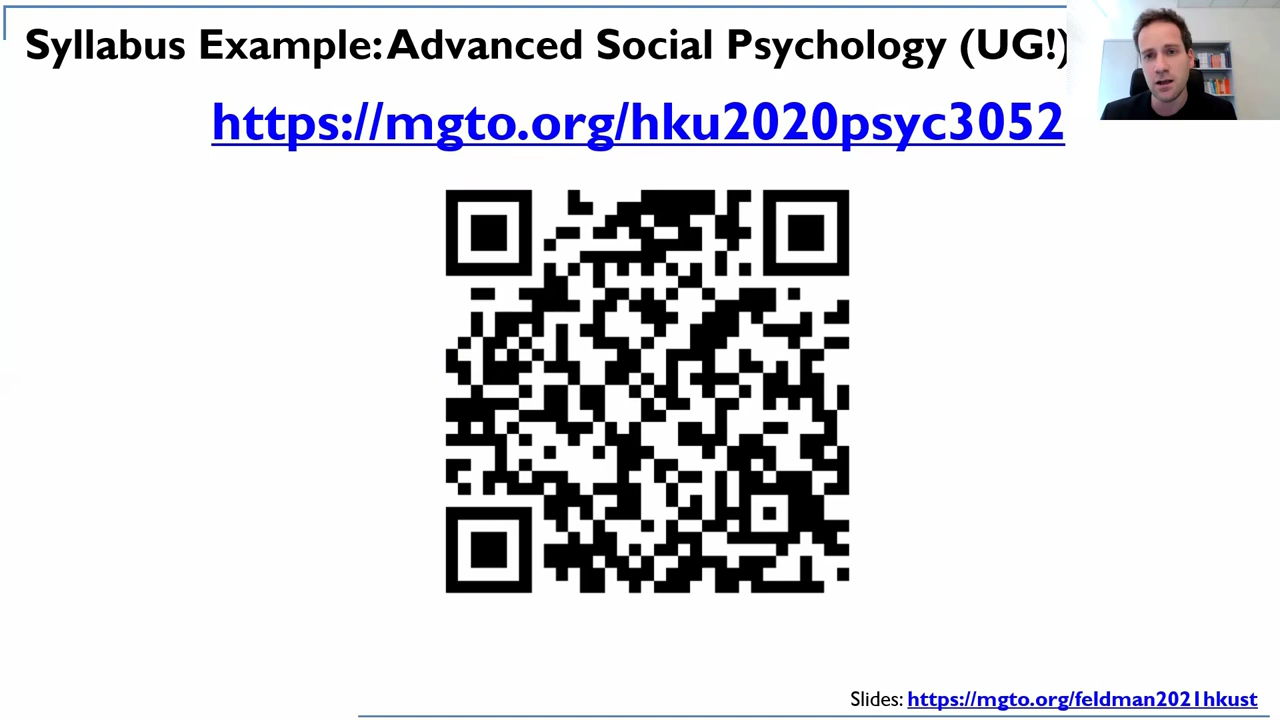 Syllabus Example: Advanced Social Psychology (UG!)
https://mgto.org/hku2020psyc3052
Slides: https://mgto.org/feldman2021hkust